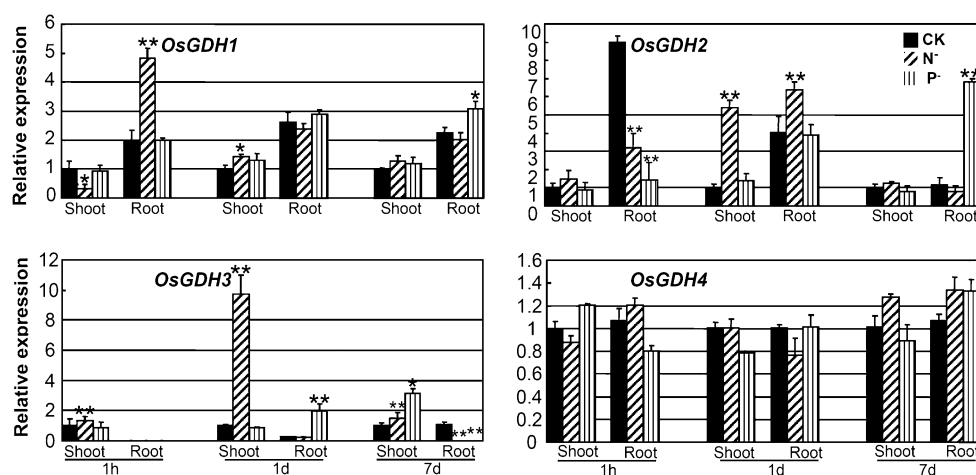 Relative expression
6
5
4
3
2
1
0
OsGDH1
** * * *
Shoot Root Shoot Root Shoot Root
10
9
8
7
6
5
4
3
2
1
0
OsGDH2
** ** ** ** **
CK
N-
P-
Shoot Root Shoot Root Shoot Root
Relative expression
12
10
8
6
4
2
0
OsGDH3
** ** ** ** * ** **
Shoot Root Shoot Root Shoot Root
1h 1d 7d
1.6
1.4
1.2
1
0.8
0.6
0.4
0.2
0
OsGDH4
Shoot Root Shoot Root Shoot Root
1h 1d 7d